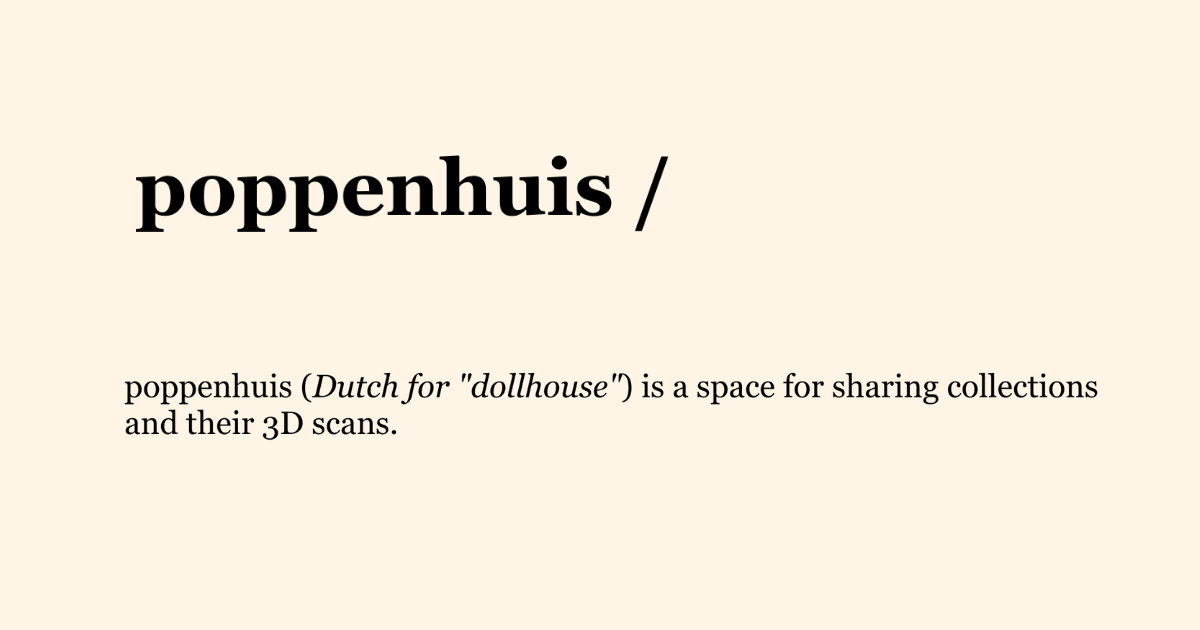 poppenhuis /
poppenhuis (Dutch for "dollhouse") is a space for sharing collections
and their 3D scans.